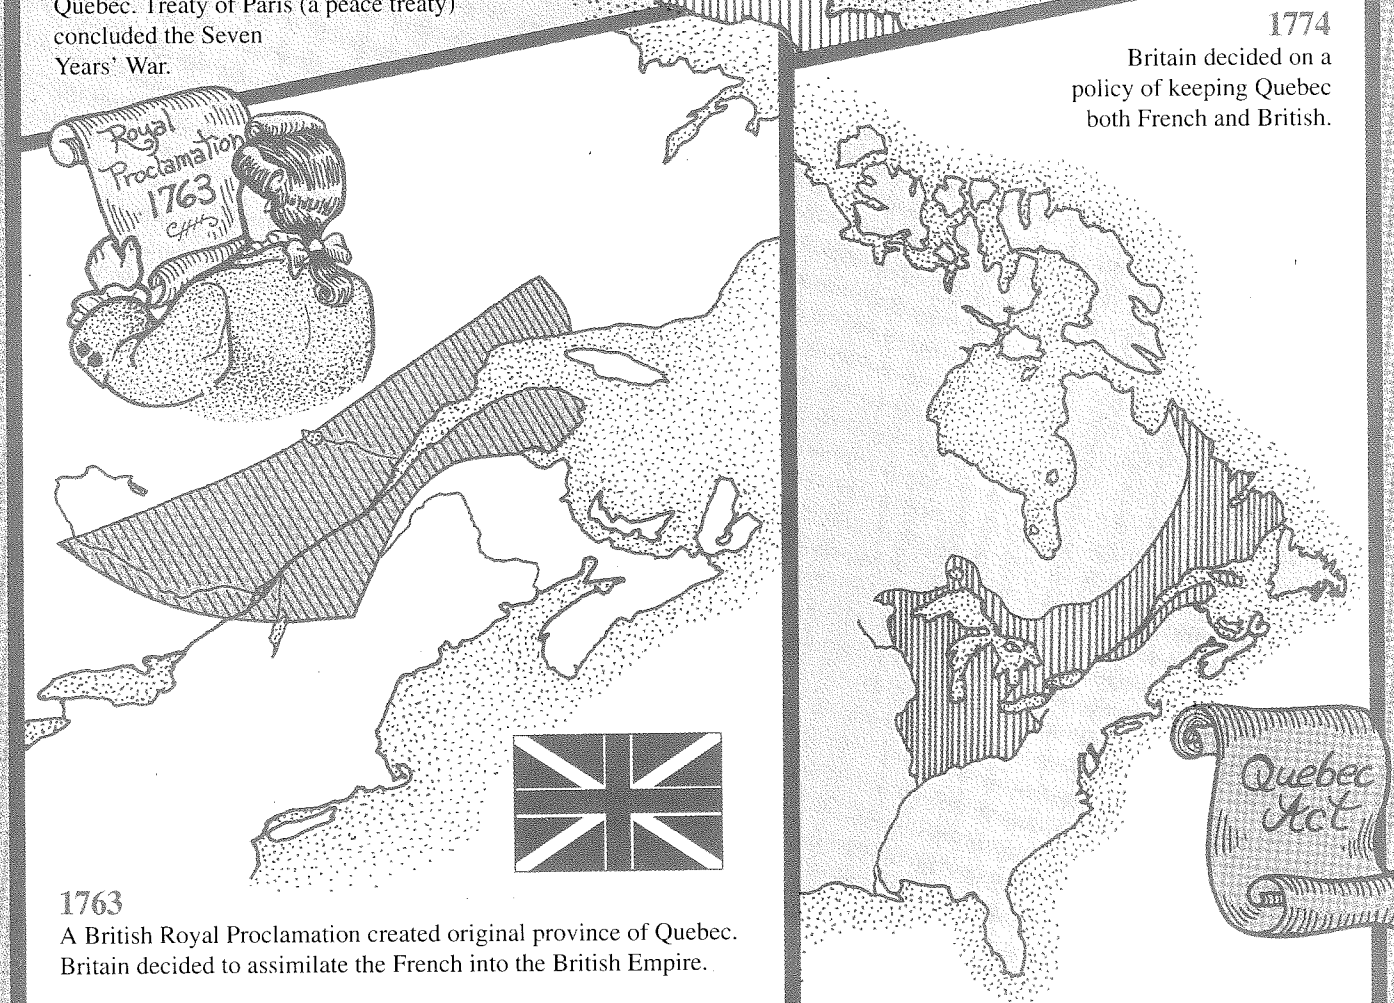 Quebec. Treaty of Paris (a peace treaty)
concluded the Seven
Years' War.
Royal
Proclamation
1763
1763
A British Royal Proclamation created original province of Quebec.
Britain decided to assimilate the French into the British Empire.
1774
Britain decided on a
policy of keeping Quebec
both French and British.
Quebec
Act